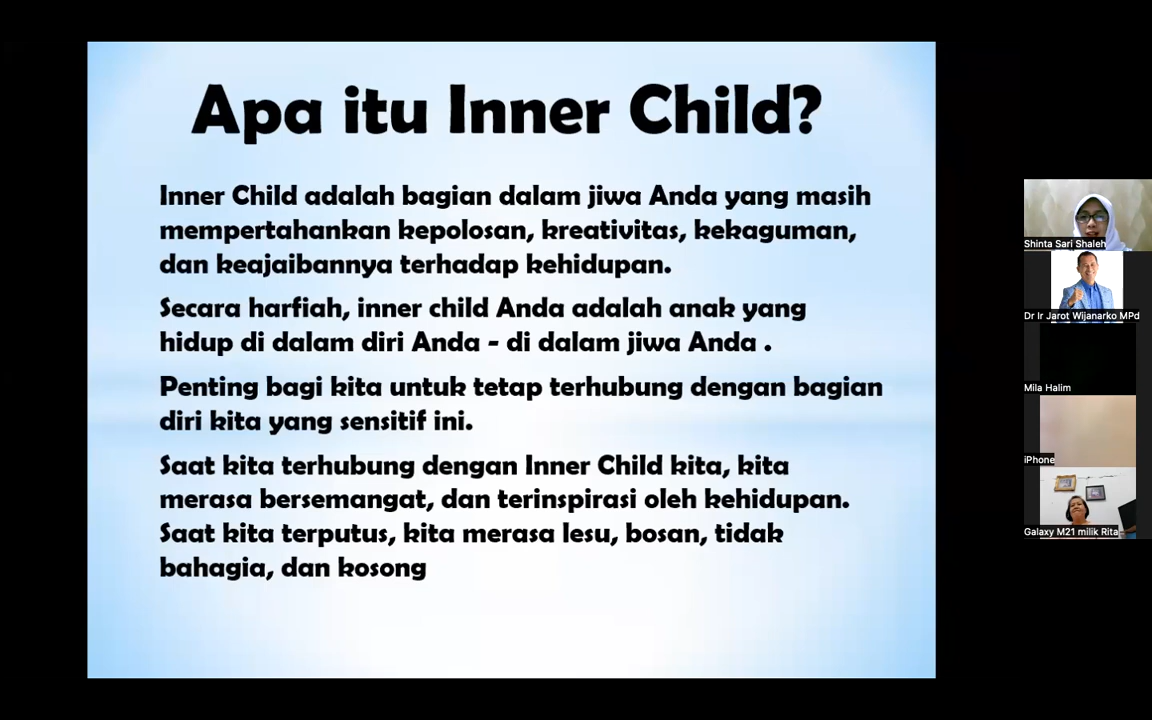 Apa itu Inner Child?
Inner Child adalah bagian dalam jiwa Anda yang masih
mempertahankan kepolosan, kreativitas, kekaguman,
dan keajaibannya terhadap kehidupan.
Secara harfiah, inner child Anda adalah anak yang
hidup di dalam diri Anda - di dalam jiwa Anda .
Penting bagi kita untuk tetap terhubung dengan bagian
diri kita yang sensitif ini.
Saat kita terhubung dengan Inner Child kita, kita
merasa bersemangat, dan terinspirasi oleh kehidupan.
Saat kita terputus, kita merasa lesu, bosan, tidak
bahagia, dan kosong
Shinta Sari Shaleh
Dr Ir Jarot Wijanarko MPd
Mila Halim
iPhone
Galaxy M21 milik Rita